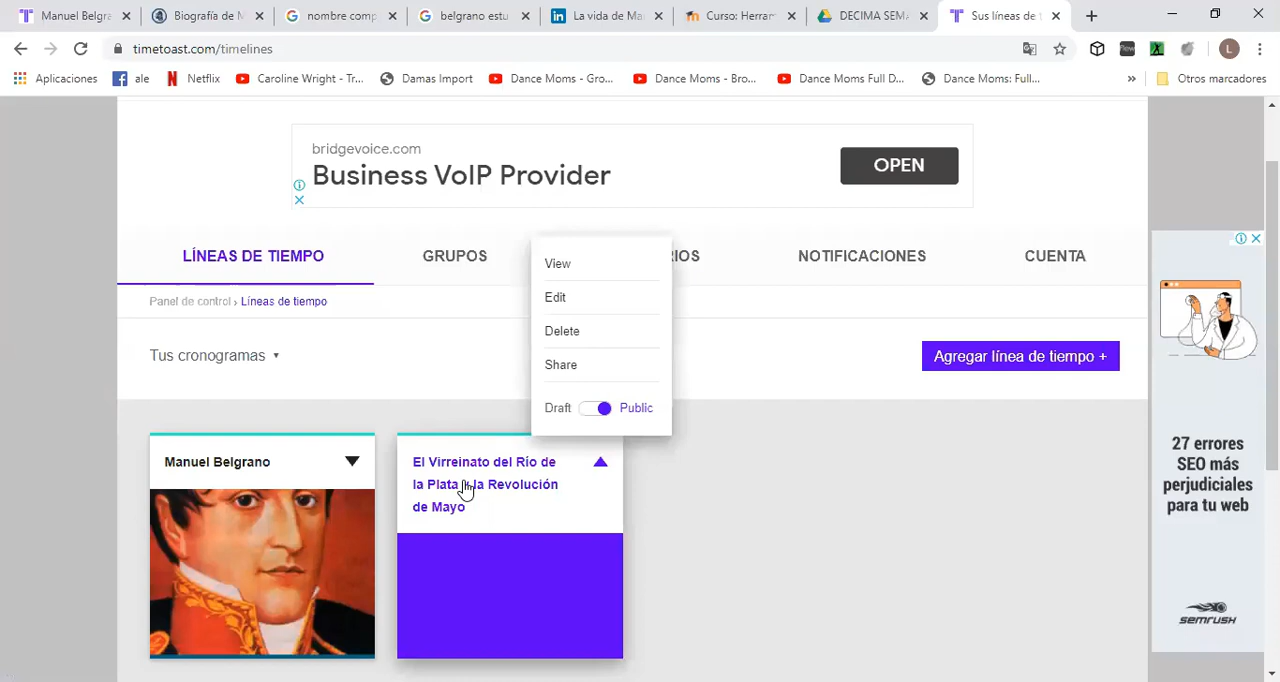 Manuel Belgra
Biografía de M
nombre comp
belgrano estu
La vida de Ma
Curso: Herram
DECIMA SEMA
Sus líneas de t
timetoast.com/timelines
L
Aplicaciones
ale
Netflix
Caroline Wright - Tr...
Damas Import
Dance Moms - Gro...
Dance Moms - Bro...
Dance Moms Full D...
Dance Moms: Full...
»
Otros marcadores
bridgevoice.com
Business VoIP Provider
OPEN
LÍNEAS DE TIEMPO
GRUPOS
RIOS
NOTIFICACIONES
CUENTA
Panel de control › Líneas de tiempo
Tus cronogramas
Agregar línea de tiempo +
View
Edit
Delete
Share
Draft
Public
Manuel Belgrano
El Virreinato del Río de
la Plata la Revolución
de Mayo
27 errores
SEO más
perjudiciales
para tu web
semrush